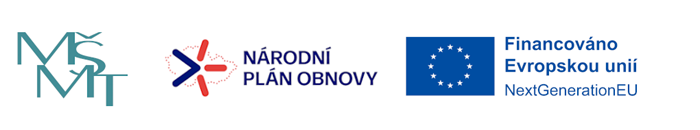 MŠMT
NÁRODNÍ
PLÁN OBNOVY
Financováno
Evropskou unií
NextGenerationEU